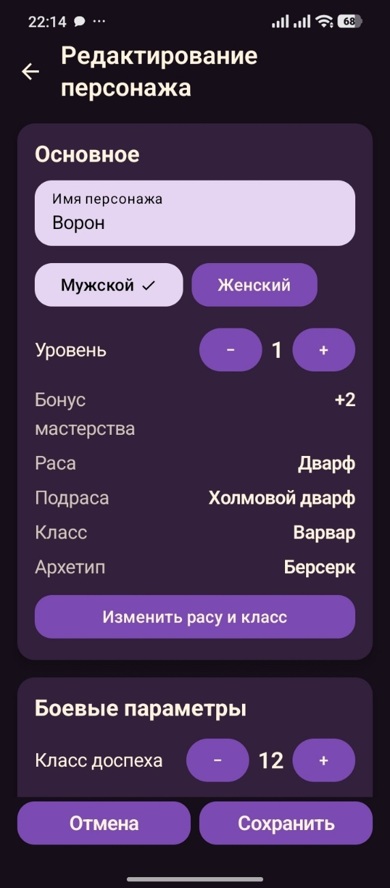 22:14
68
Редактирование
персонажа
Основное
Имя персонажа
Ворон
Мужской ✓ Женский
Уровень − 1 +
Бонус
мастерства +2
Раса Дварф
Подраса Холмовой дварф
Класс Варвар
Архетип Берсерк
Изменить расу и класс
Боевые параметры
Класс доспеха − 12 +
Отмена Сохранить